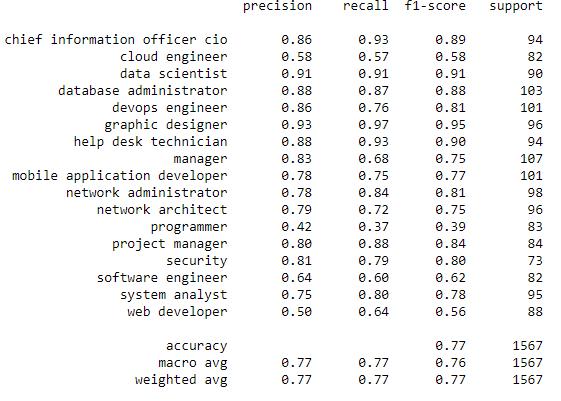 precision recall f1-score support
chief information officer cio 0.86 0.93 0.89 94
cloud engineer 0.58 0.57 0.58 82
data scientist 0.91 0.91 0.91 90
database administrator 0.88 0.87 0.88 103
devops engineer 0.86 0.76 0.81 101
graphic designer 0.93 0.97 0.95 96
help desk technician 0.88 0.93 0.90 94
manager 0.83 0.68 0.75 107
mobile application developer 0.78 0.75 0.77 101
network administrator 0.78 0.84 0.81 98
network architect 0.79 0.72 0.75 96
programmer 0.42 0.37 0.39 83
project manager 0.80 0.88 0.84 84
security 0.81 0.79 0.80 73
software engineer 0.64 0.60 0.62 82
system analyst 0.75 0.80 0.78 95
web developer 0.50 0.64 0.56 88
accuracy 0.77 1567
macro avg 0.77 0.77 0.76 1567
weighted avg 0.77 0.77 0.77 1567